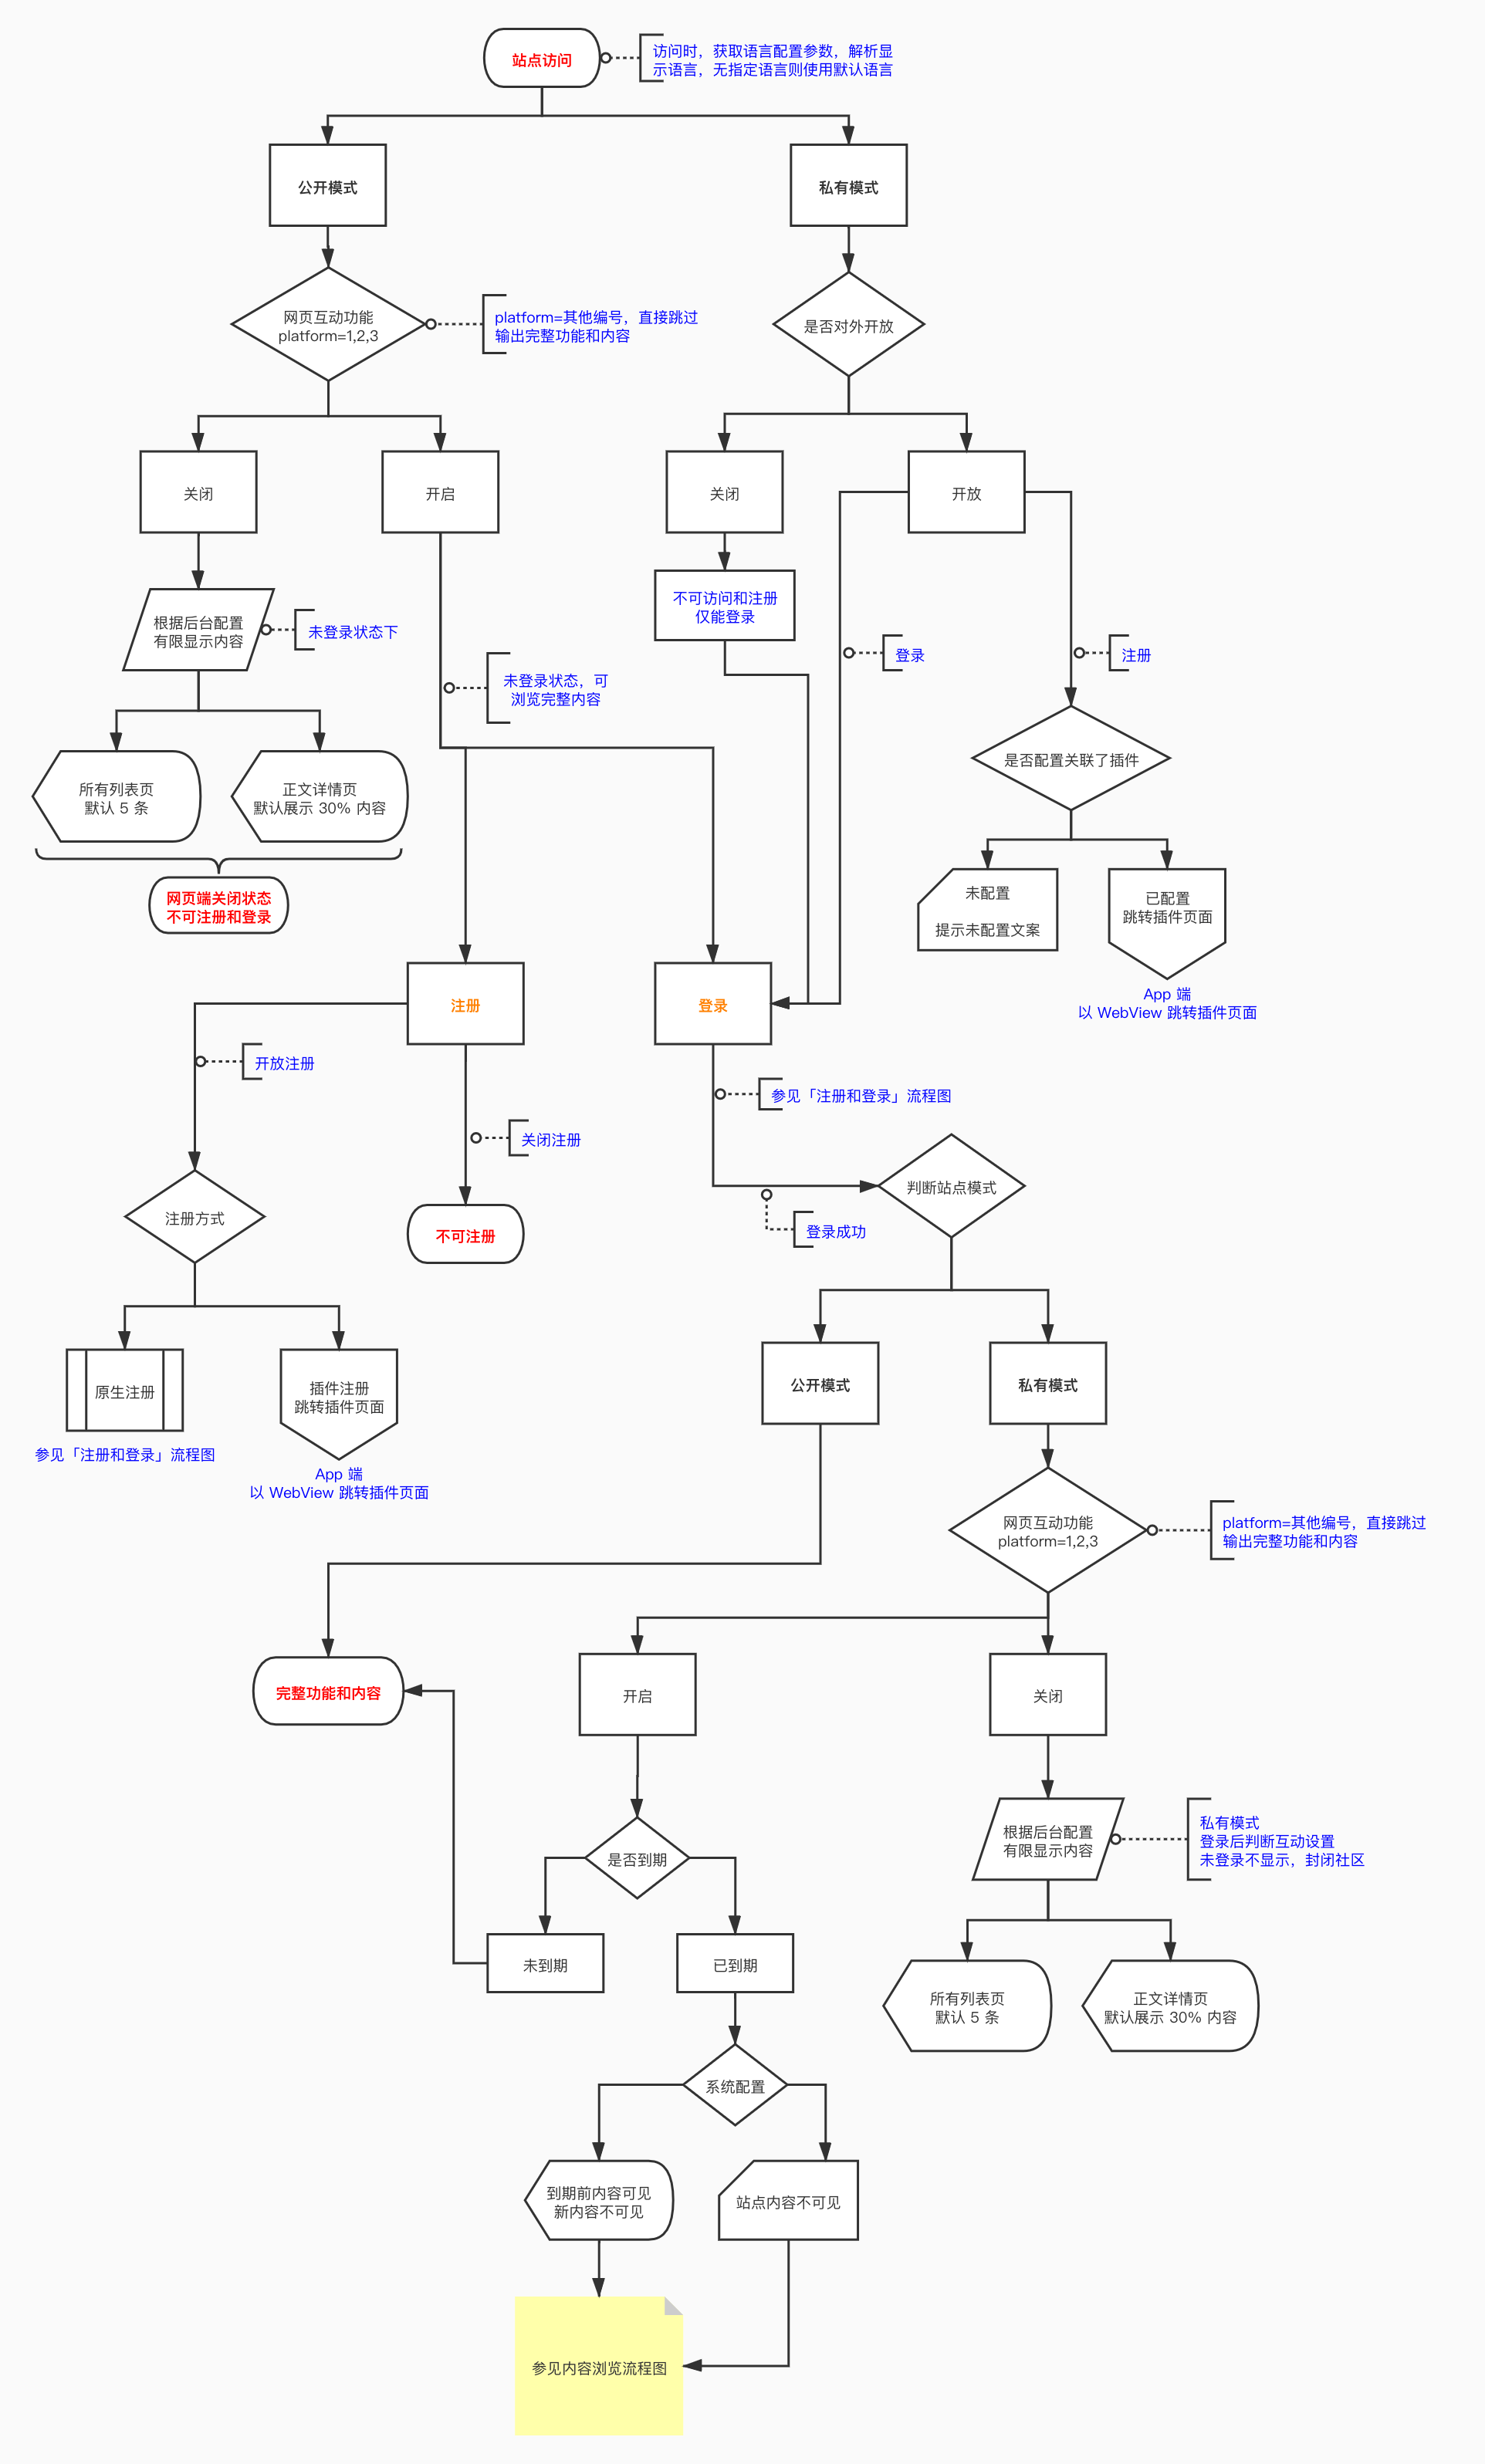 站点访问
访问时，获取语言配置参数，解析显
示语言，无指定语言则使用默认语言
公开模式
私有模式
网页互动功能
platform=1,2,3
platform=其他编号，直接跳过
输出完整功能和内容
是否对外开放
关闭
开启
关闭
开放
根据后台配置
有限显示内容
未登录状态下
不可访问和注册
仅能登录
登录
注册
未登录状态，可
浏览完整内容
是否配置关联了插件
所有列表页
默认 5 条
正文详情页
默认展示 30% 内容
网页端关闭状态
不可注册和登录
未配置
提示未配置文案
已配置
跳转插件页面
App 端
以 WebView 跳转插件页面
注册
登录
开放注册
参见「注册和登录」流程图
关闭注册
判断站点模式
注册方式
不可注册
登录成功
原生注册
插件注册
跳转插件页面
公开模式
私有模式
参见「注册和登录」流程图
App 端
以 WebView 跳转插件页面
网页互动功能
platform=1,2,3
platform=其他编号，直接跳过
输出完整功能和内容
完整功能和内容
开启
关闭
是否到期
根据后台配置
有限显示内容
私有模式
登录后判断互动设置
未登录不显示，封闭社区
未到期
已到期
所有列表页
默认 5 条
正文详情页
默认展示 30% 内容
系统配置
到期前内容可见
新内容不可见
站点内容不可见
参见内容浏览流程图